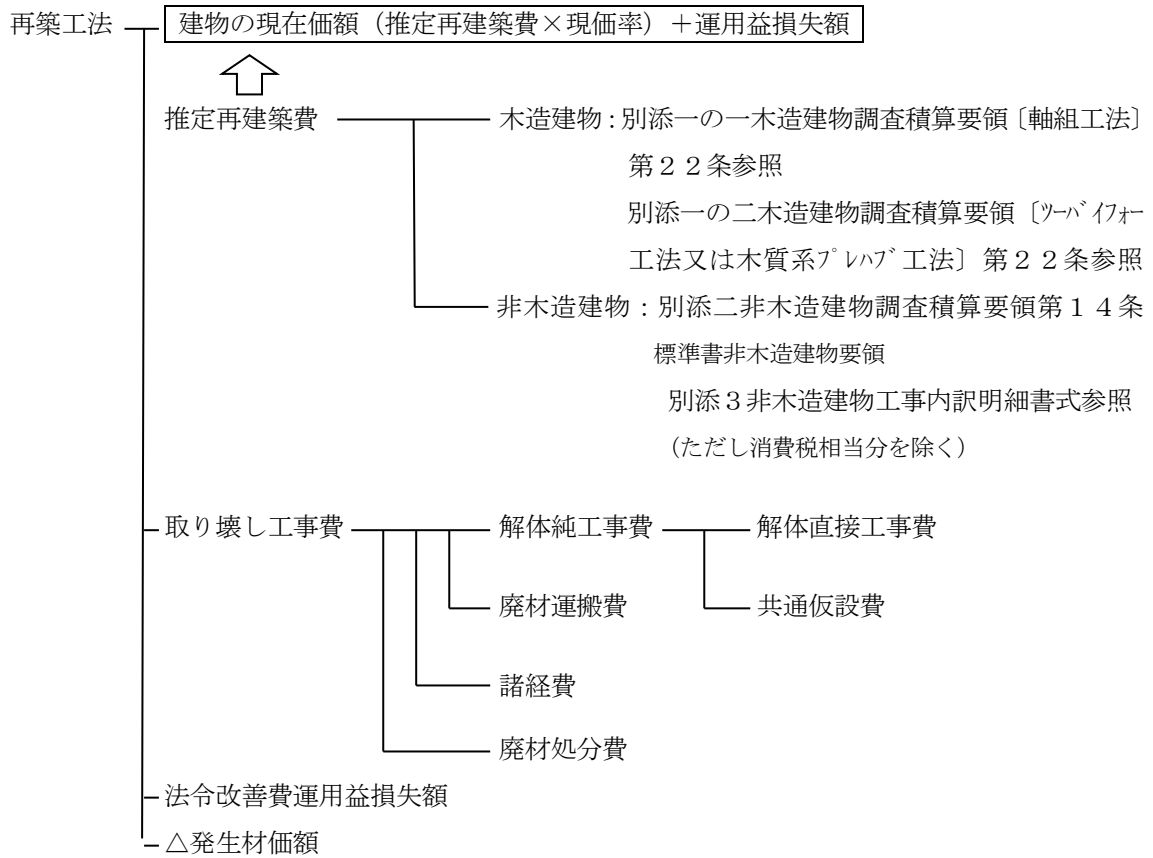 再築工法 建物の現在価額（推定再建築費×現価率）＋運用益損失額
推定再建築費 木造建物：別添一の一木造建物調査積算要領〔軸組工法〕
第２２条参照
別添一の二木造建物調査積算要領〔ﾂｰﾊﾞｲﾌｫｰ
工法又は木質系ﾌﾟﾚﾊﾌﾞ工法〕第２２条参照
非木造建物：別添二非木造建物調査積算要領第１４条
標準書非木造建物要領
別添３非木造建物工事内訳明細書式参照
（ただし消費税相当分を除く）
取り壊し工事費 解体純工事費 解体直接工事費
廃材運搬費 共通仮設費
諸経費
廃材処分費
法令改善費運用益損失額
△発生材価額